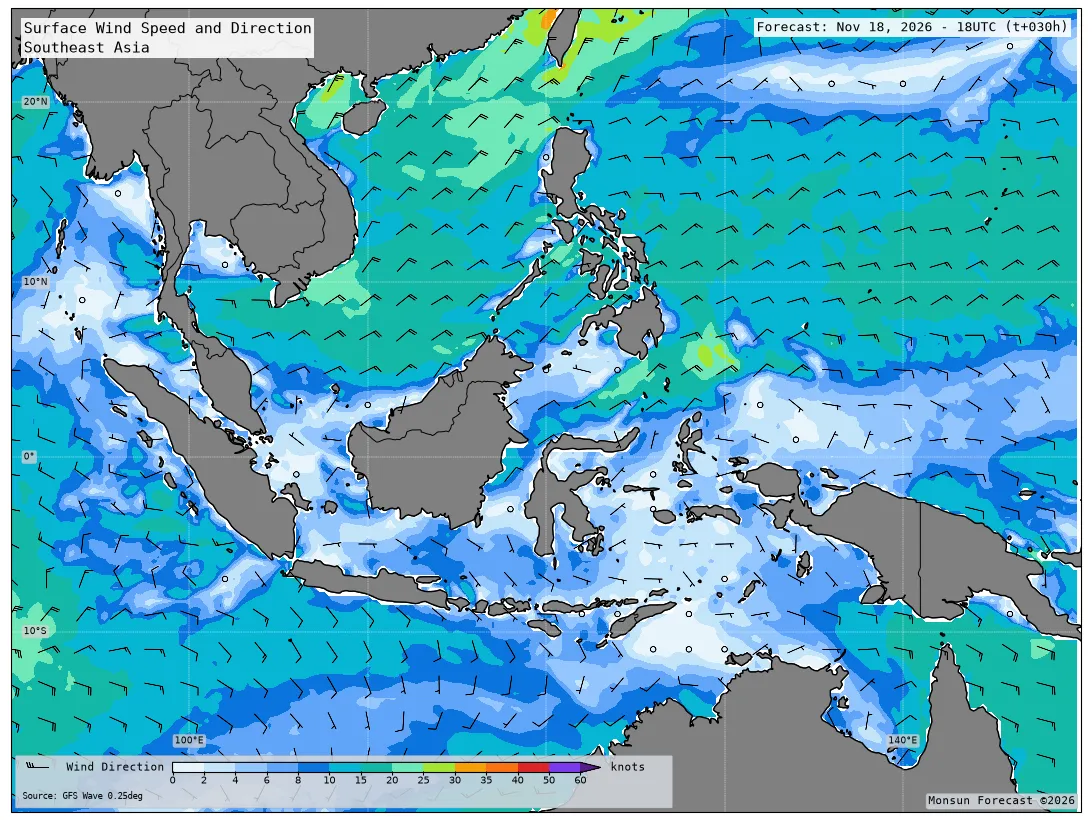 Surface Wind Speed and Direction
Southeast Asia
Forecast: Nov 18, 2026 - 18UTC (t+030h)
20°N
10°N
0°
10°S
100°E
140°E
Wind Direction
0 2 4 6 8 10 15 20 25 30 35 40 50 60
knots
Source: GFS Wave 0.25deg
Monsun Forecast ©2026